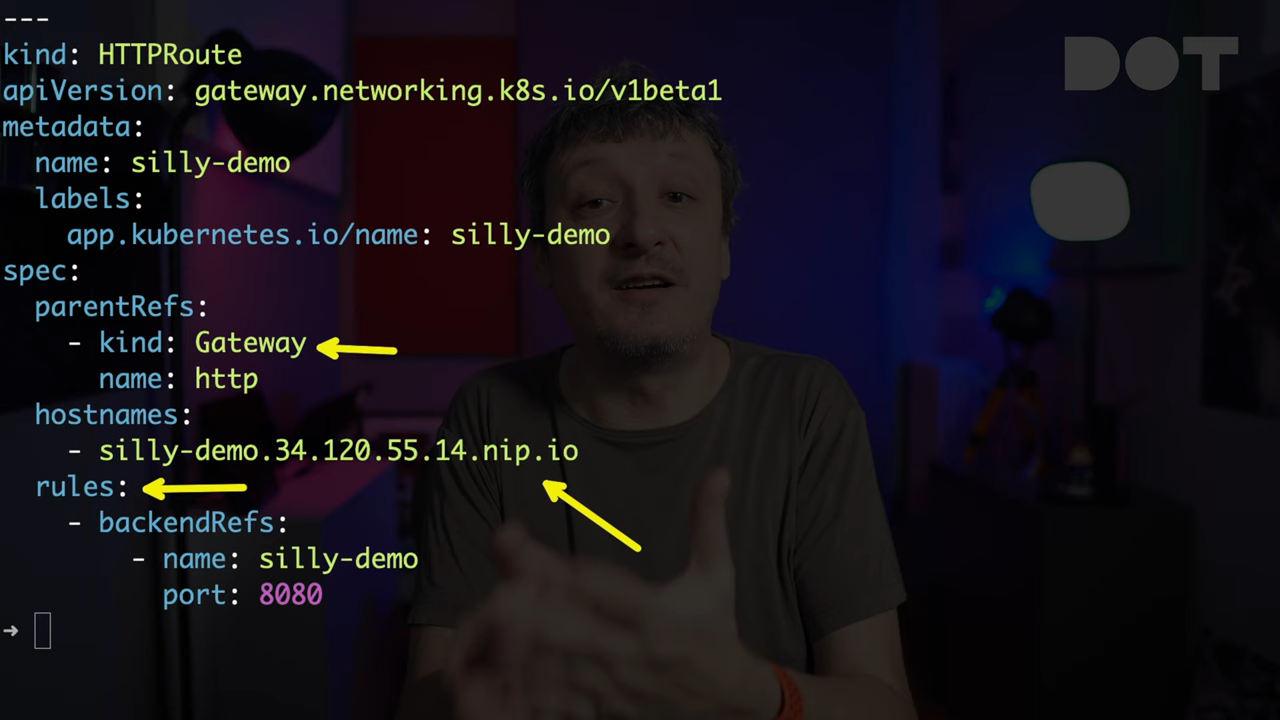 ---
kind: HTTPRoute
apiVersion: gateway.networking.k8s.io/v1beta1
metadata:
  name: silly-demo
  labels:
    app.kubernetes.io/name: silly-demo
spec:
  parentRefs:
    - kind: Gateway
      name: http
  hostnames:
    - silly-demo.34.120.55.14.nip.io
  rules:
    - backendRefs:
        - name: silly-demo
          port: 8080
DOT